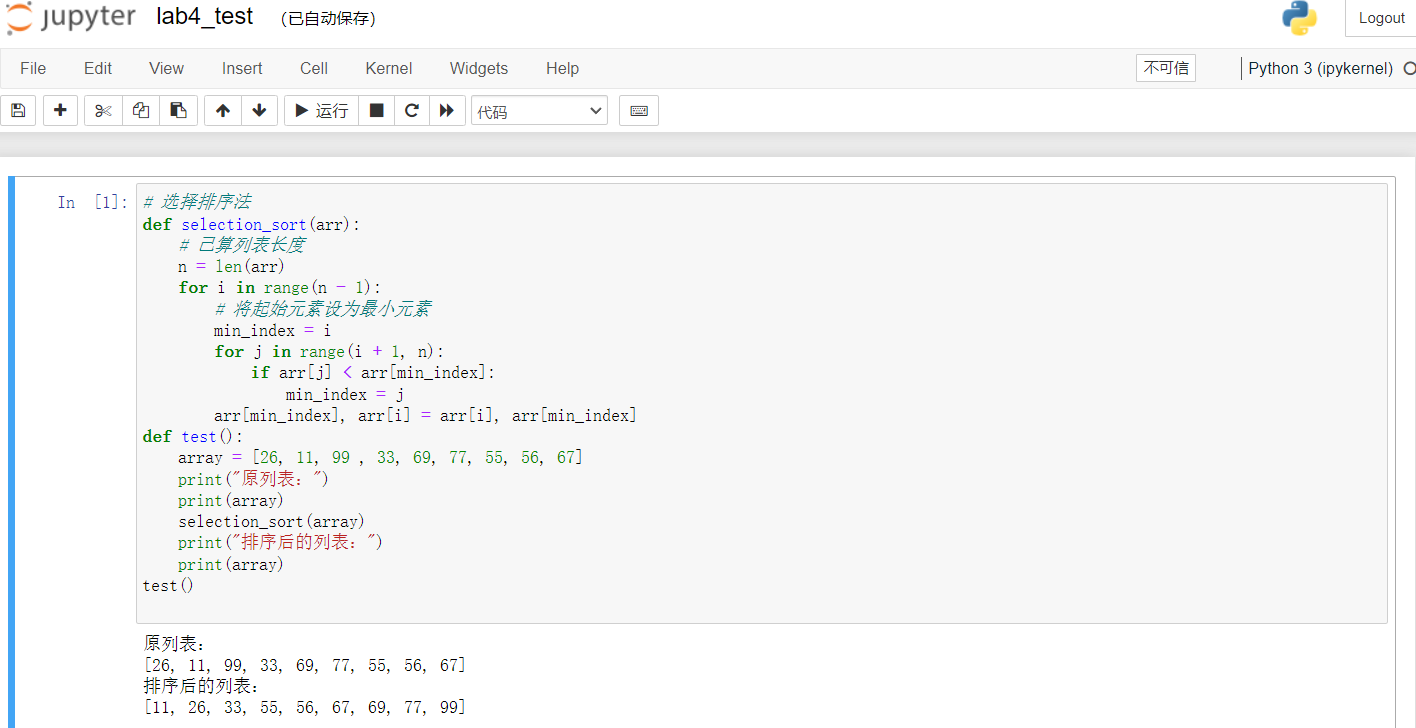 jupyter lab4_test (已自动保存) Logout
File Edit View Insert Cell Kernel Widgets Help 不可信 Python 3 (ipykernel)
运行 代码
In [1]:
# 选择排序法
def selection_sort(arr):
    # 己算列表长度
    n = len(arr)
    for i in range(n - 1):
        # 将起始元素设为最小元素
        min_index = i
        for j in range(i + 1, n):
            if arr[j] < arr[min_index]:
                min_index = j
        arr[min_index], arr[i] = arr[i], arr[min_index]
def test():
    array = [26, 11, 99 , 33, 69, 77, 55, 56, 67]
    print("原列表：")
    print(array)
    selection_sort(array)
    print("排序后的列表：")
    print(array)
test()
原列表：
[26, 11, 99, 33, 69, 77, 55, 56, 67]
排序后的列表：
[11, 26, 33, 55, 56, 67, 69, 77, 99]